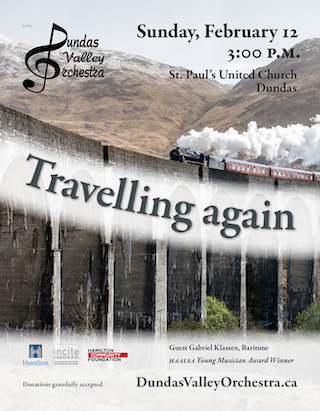 Dundas
Valley
Orchestra
Sunday, February 12
3:00 P.M.
St. Paul's United Church
Dundas
Travelling again
Guest Gabriel Klassen, Baritone
HAALSA Young Musician Award Winner
Hamilton
incite
HAMILTON
COMMUNITY
FOUNDATION
Donations gratefully accepted
DundasValleyOrchestra.ca